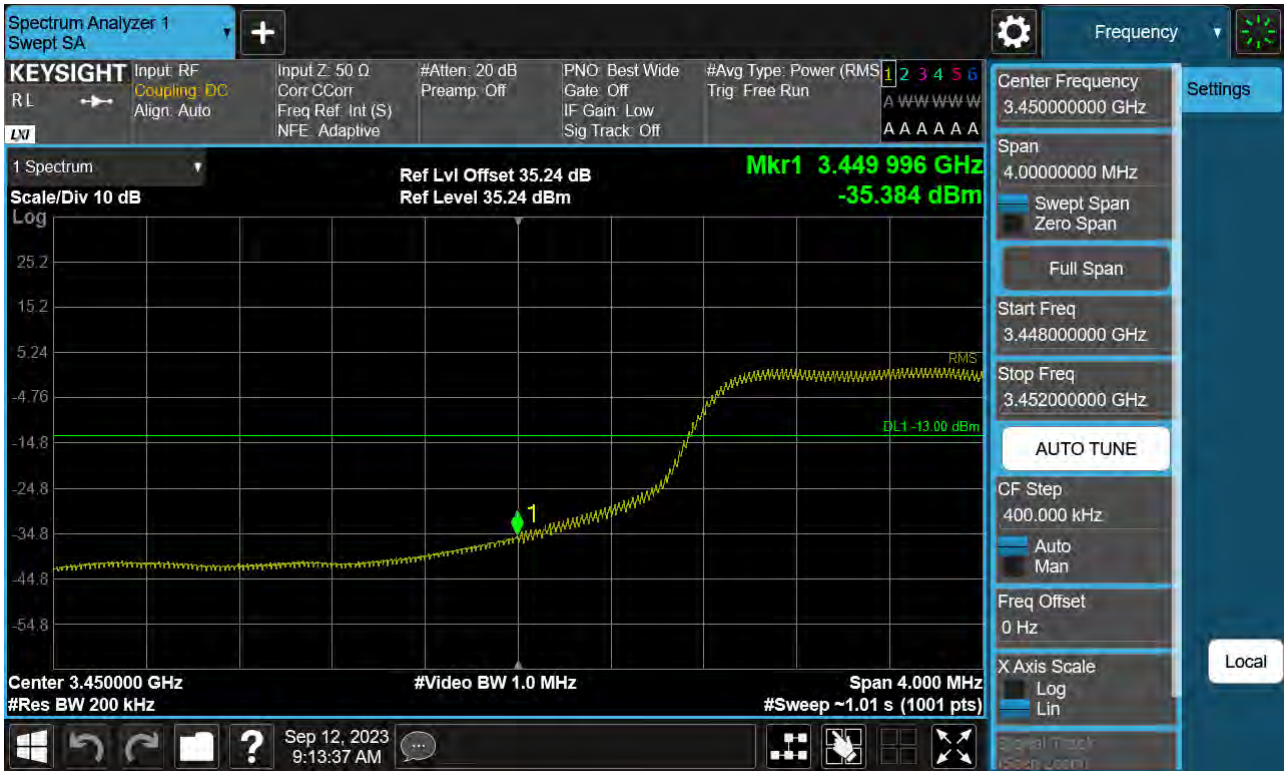 Spectrum Analyzer 1
Swept SA
+
Frequency
KEYSIGHT
RL
LXI
Input: RF
Coupling: DC
Align: Auto
Input Z: 50 Ω
Corr CCorr
Freq Ref: Int (S)
NFE: Adaptive
#Atten: 20 dB
Preamp: Off
PNO: Best Wide
Gate: Off
IF Gain: Low
Sig Track: Off
#Avg Type: Power (RMS
Trig: Free Run
1 2 3 4 5 6
A W W W W W
A A A A A A
1 Spectrum
Scale/Div 10 dB
Log
Ref Lvl Offset 35.24 dB
Ref Level 35.24 dBm
Mkr1 3.449 996 GHz
-35.384 dBm
25.2
15.2
5.24
-4.76
-14.8
-24.8
-34.8
-44.8
-54.8
RMS
DL1 -13.00 dBm
1
Center 3.450000 GHz
#Res BW 200 kHz
#Video BW 1.0 MHz
Span 4.000 MHz
#Sweep ~1.01 s (1001 pts)
Center Frequency
3.450000000 GHz
Span
4.00000000 MHz
Swept Span
Zero Span
Full Span
Start Freq
3.448000000 GHz
Stop Freq
3.452000000 GHz
AUTO TUNE
CF Step
400.000 kHz
Auto
Man
Freq Offset
0 Hz
X Axis Scale
Log
Lin
Signal Track
(Span Zoom)
Settings
Local
?
Sep 12, 2023
9:13:37 AM